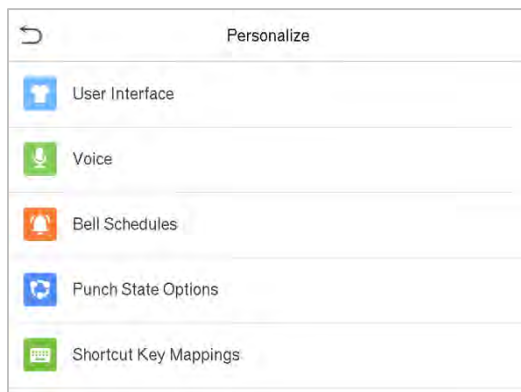 Personalize
User Interface
Voice
Bell Schedules
Punch State Options
Shortcut Key Mappings